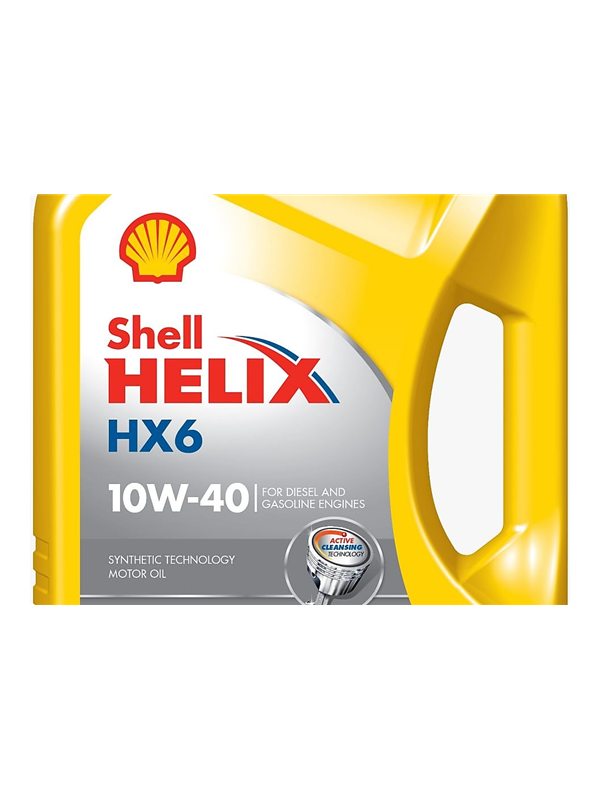 Shell
HELIX
HX6
10W-40
FOR DIESEL AND
GASOLINE ENGINES
SYNTHETIC TECHNOLOGY
MOTOR OIL
ACTIVE
CLEANSING
TECHNOLOGY